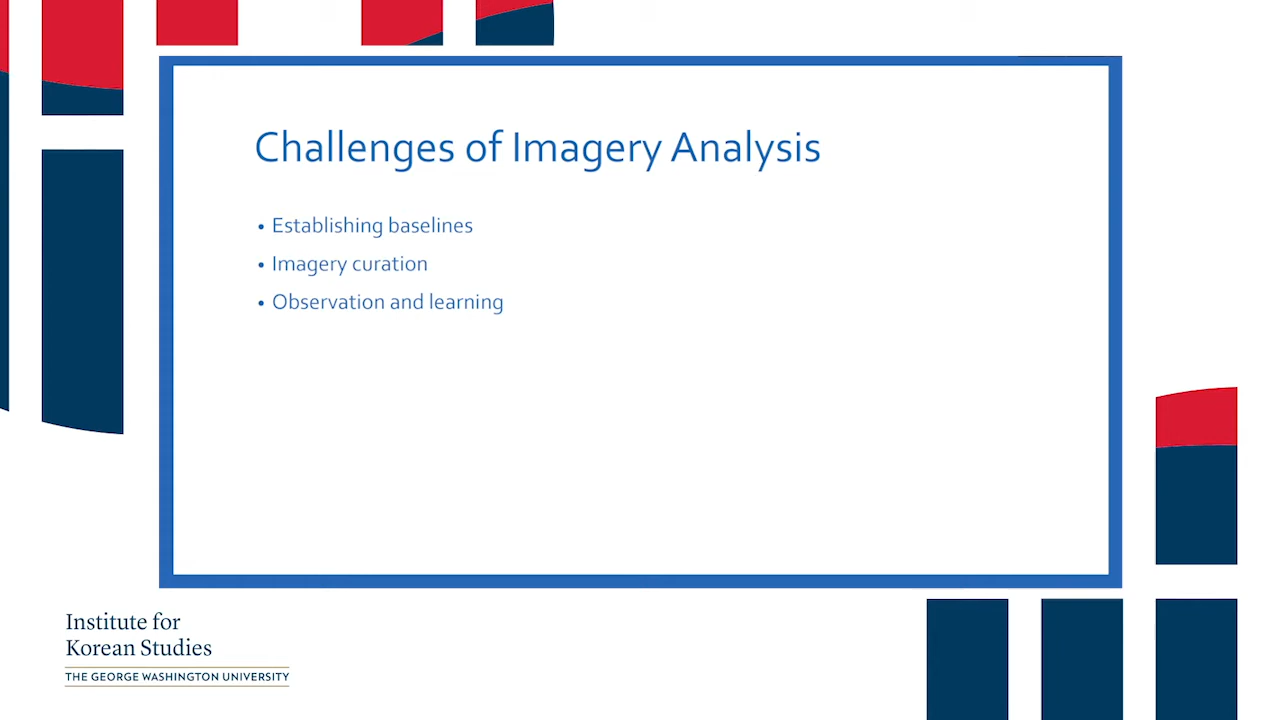 Challenges of Imagery Analysis
• Establishing baselines
• Imagery curation
• Observation and learning
Institute for
Korean Studies
THE GEORGE WASHINGTON UNIVERSITY